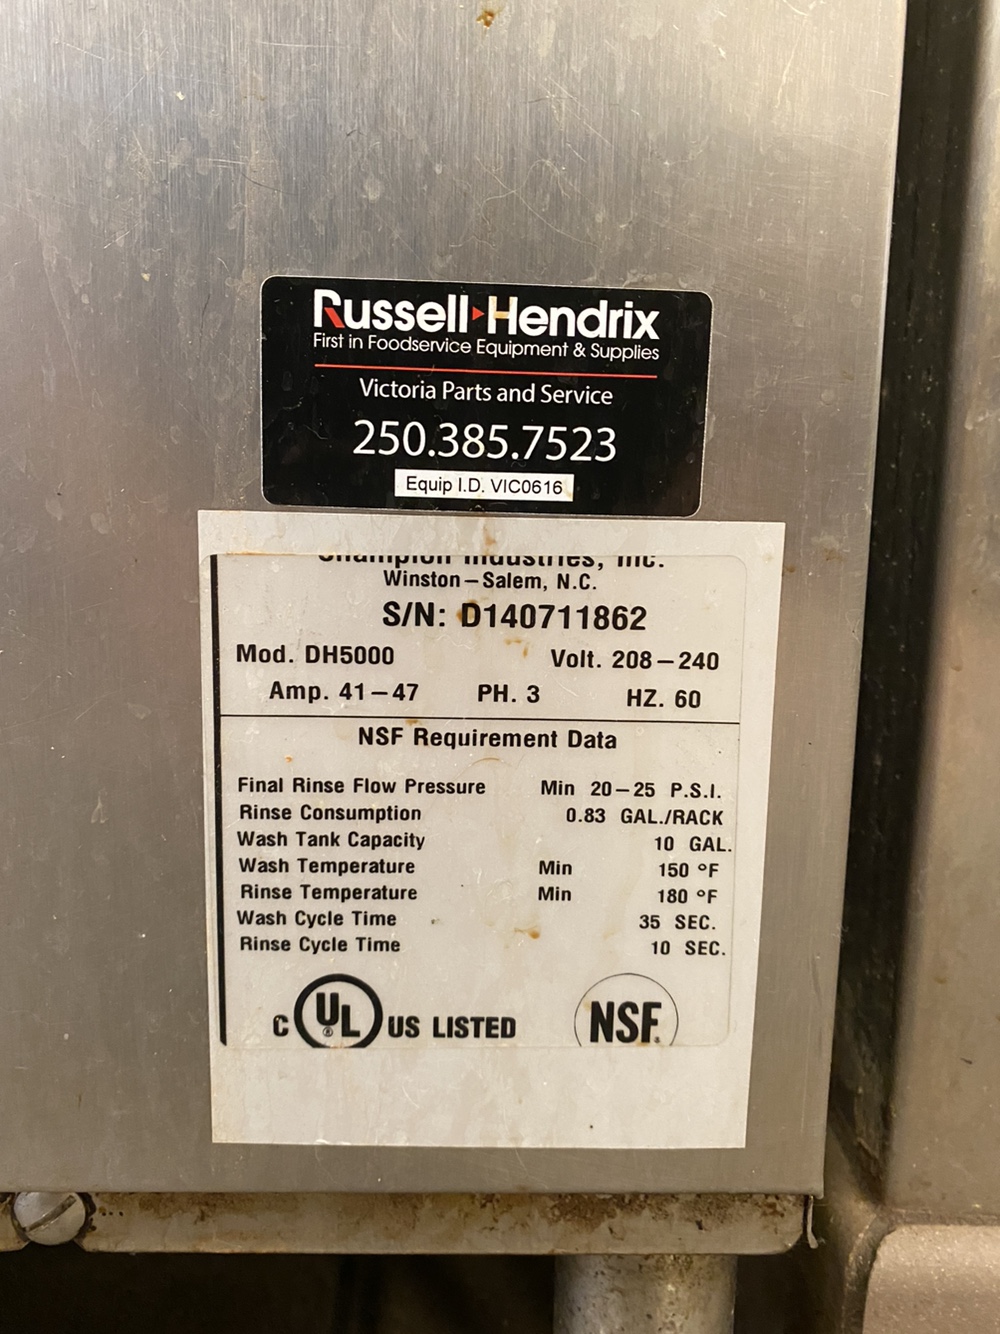 Russell Hendrix
First in Foodservice Equipment & Supplies
Victoria Parts and Service
250.385.7523
Equip I.D. VIC0616
Champion Industries, Inc.
Winston-Salem, N.C.
S/N: D140711862
Mod. DH5000 Volt. 208-240
Amp. 41-47 PH. 3 HZ. 60
NSF Requirement Data
Final Rinse Flow Pressure Min 20-25 P.S.I.
Rinse Consumption 0.83 GAL./RACK
Wash Tank Capacity 10 GAL.
Wash Temperature Min 150 °F
Rinse Temperature Min 180 °F
Wash Cycle Time 35 SEC.
Rinse Cycle Time 10 SEC.
C UL® US LISTED NSF®